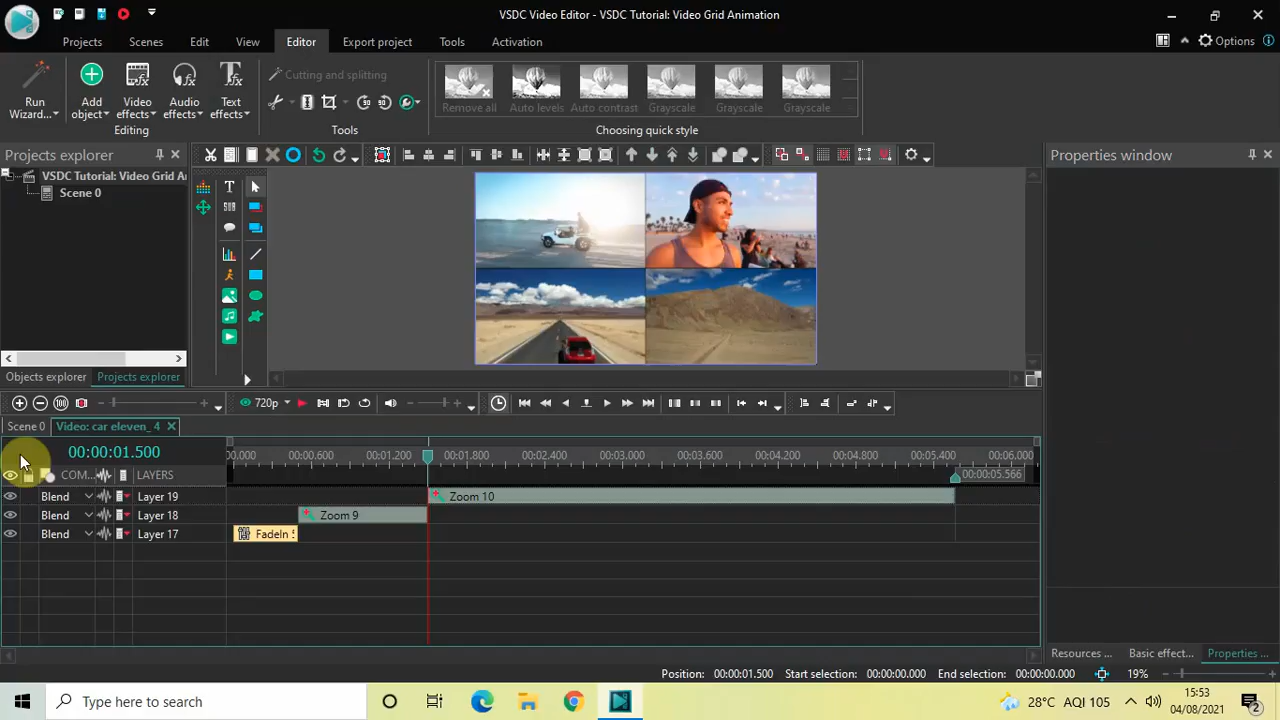 VSDC Video Editor - VSDC Tutorial: Video Grid Animation
Projects Scenes Edit View Editor Export project Tools Activation
Options
Run Wizard...
Add object
Video effects
Audio effects
Text effects
Editing
Cutting and splitting
Tools
Remove all Auto levels Auto contrast Grayscale Grayscale Grayscale
Choosing quick style
Projects explorer
VSDC Tutorial: Video Grid Ar
Scene 0
Objects explorer Projects explorer
Properties window
720p
Scene 0 Video: car eleven_ 4
00:00:01.500
.000 00:00.600 00:01.200 00:01.800 00:02.400 00:03.000 00:03.600 00:04.200 00:04.800 00:05.400 00:06.000
COM... LAYERS
00:00:05.566
Blend Layer 19 Zoom 10
Blend Layer 18 Zoom 9
Blend Layer 17 FadeIn
Resources ... Basic effect... Properties ...
Position: 00:00:01.500 Start selection: 00:00:00.000 End selection: 00:00:00.000 19%
Type here to search
28°C AQI 105
15:53
04/08/2021
2